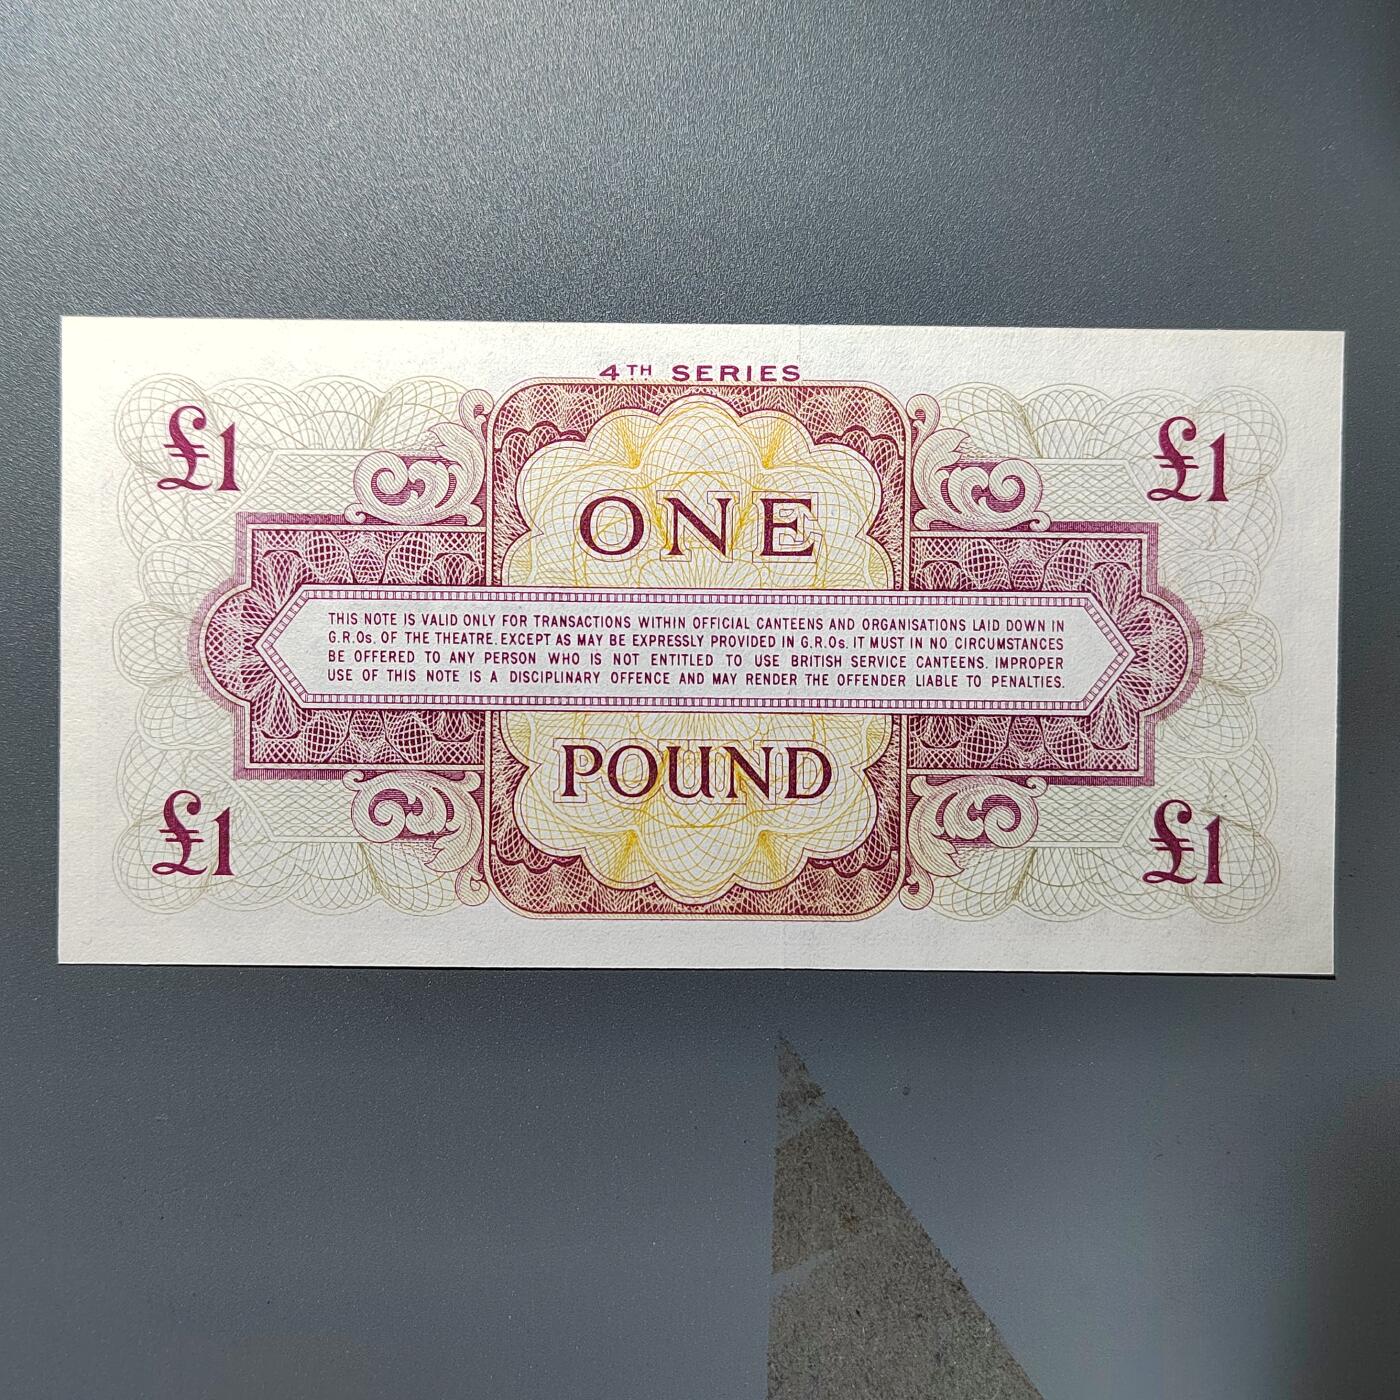 4TH SERIES
£1 £1
ONE
THIS NOTE IS VALID ONLY FOR TRANSACTIONS WITHIN OFFICIAL CANTEENS AND ORGANISATIONS LAID DOWN IN
G.R.Os. OF THE THEATRE. EXCEPT AS MAY BE EXPRESSLY PROVIDED IN G.R.Os. IT MUST IN NO CIRCUMSTANCES
BE OFFERED TO ANY PERSON WHO IS NOT ENTITLED TO USE BRITISH SERVICE CANTEENS. IMPROPER
USE OF THIS NOTE IS A DISCIPLINARY OFFENCE AND MAY RENDER THE OFFENDER LIABLE TO PENALTIES.
POUND
£1 £1